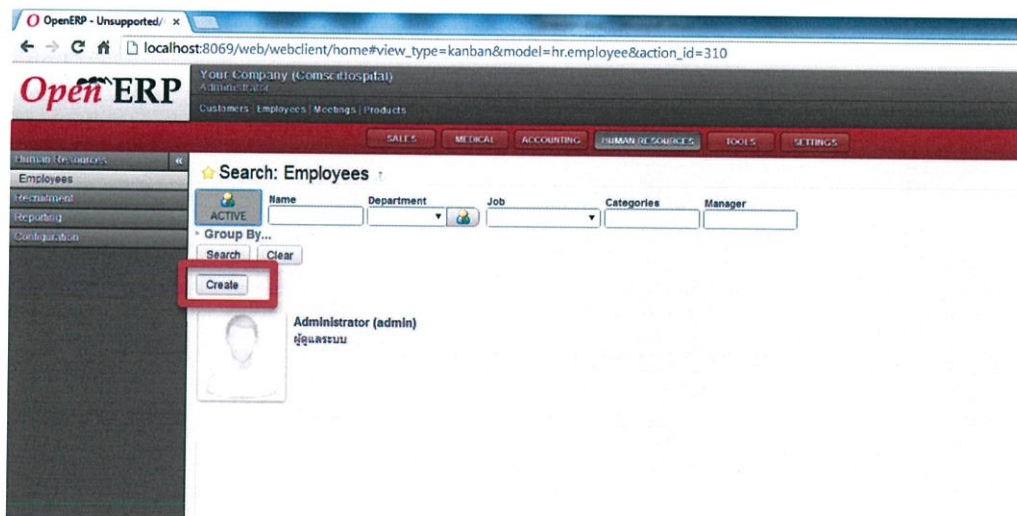 OpenERP - Unsupported/ ×
localhost:8069/web/webclient/home#view_type=kanban&model=hr.employee&action_id=310
Open ERP
Your Company (ComsciHospital)
Administrator
Customers | Employees | Meetings | Products
SALES MEDICAL ACCOUNTING HUMAN RESOURCES TOOLS SETTINGS
Human Resources «
Employees
Recruitment
Reporting
Configuration
Search: Employees ?
ACTIVE Name Department Job Categories Manager
Group By...
Search Clear
Create
Administrator (admin)
ผู้ดูแลระบบ